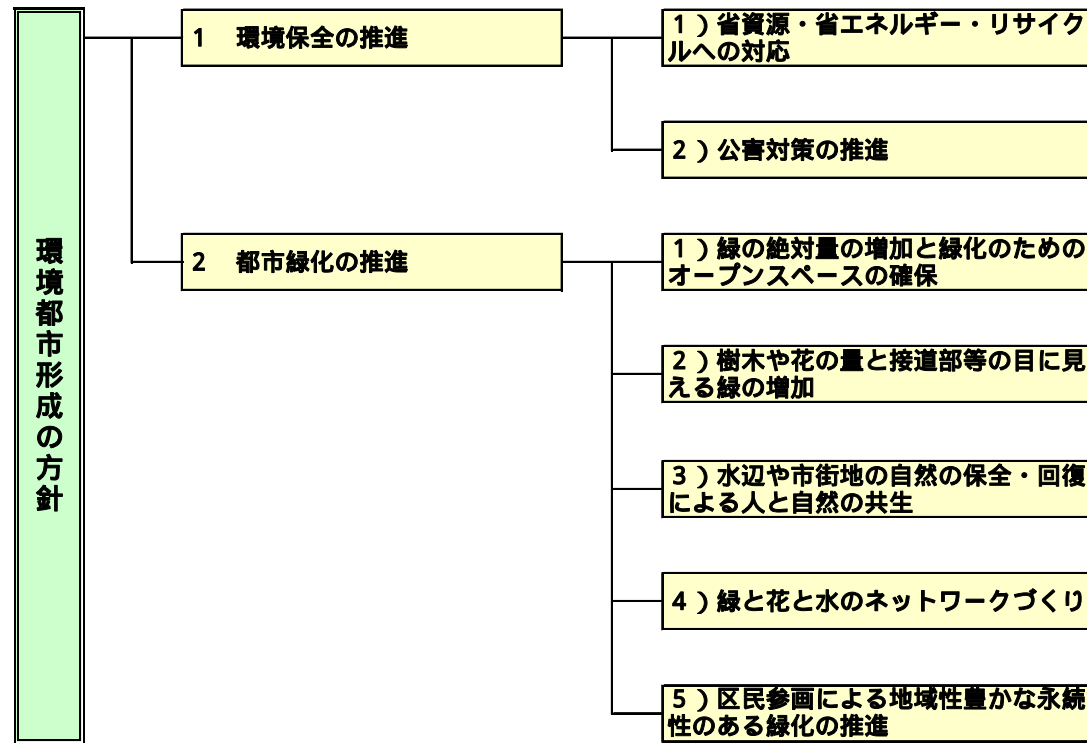 環境都市形成の方針
1　環境保全の推進
1）省資源・省エネルギー・リサイク
ルへの対応
2）公害対策の推進
2　都市緑化の推進
1）緑の絶対量の増加と緑化のための
オープンスペースの確保
2）樹木や花の量と接道部等の目に見
える緑の増加
3）水辺や市街地の自然の保全・回復
による人と自然の共生
4）緑と花と水のネットワークづくり
5）区民参画による地域性豊かな永続
性のある緑化の推進